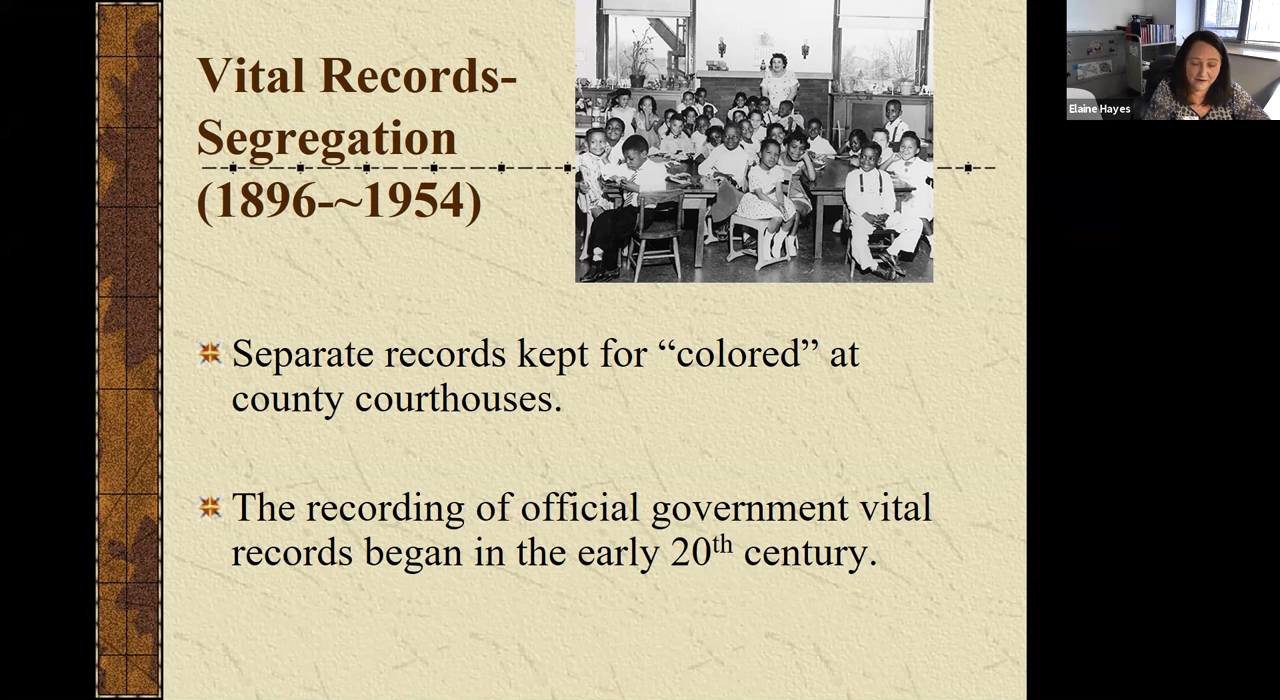 Vital Records-
Segregation
(1896-~1954)
Separate records kept for “colored” at
county courthouses.
The recording of official government vital
records began in the early 20th century.
Elaine Hayes